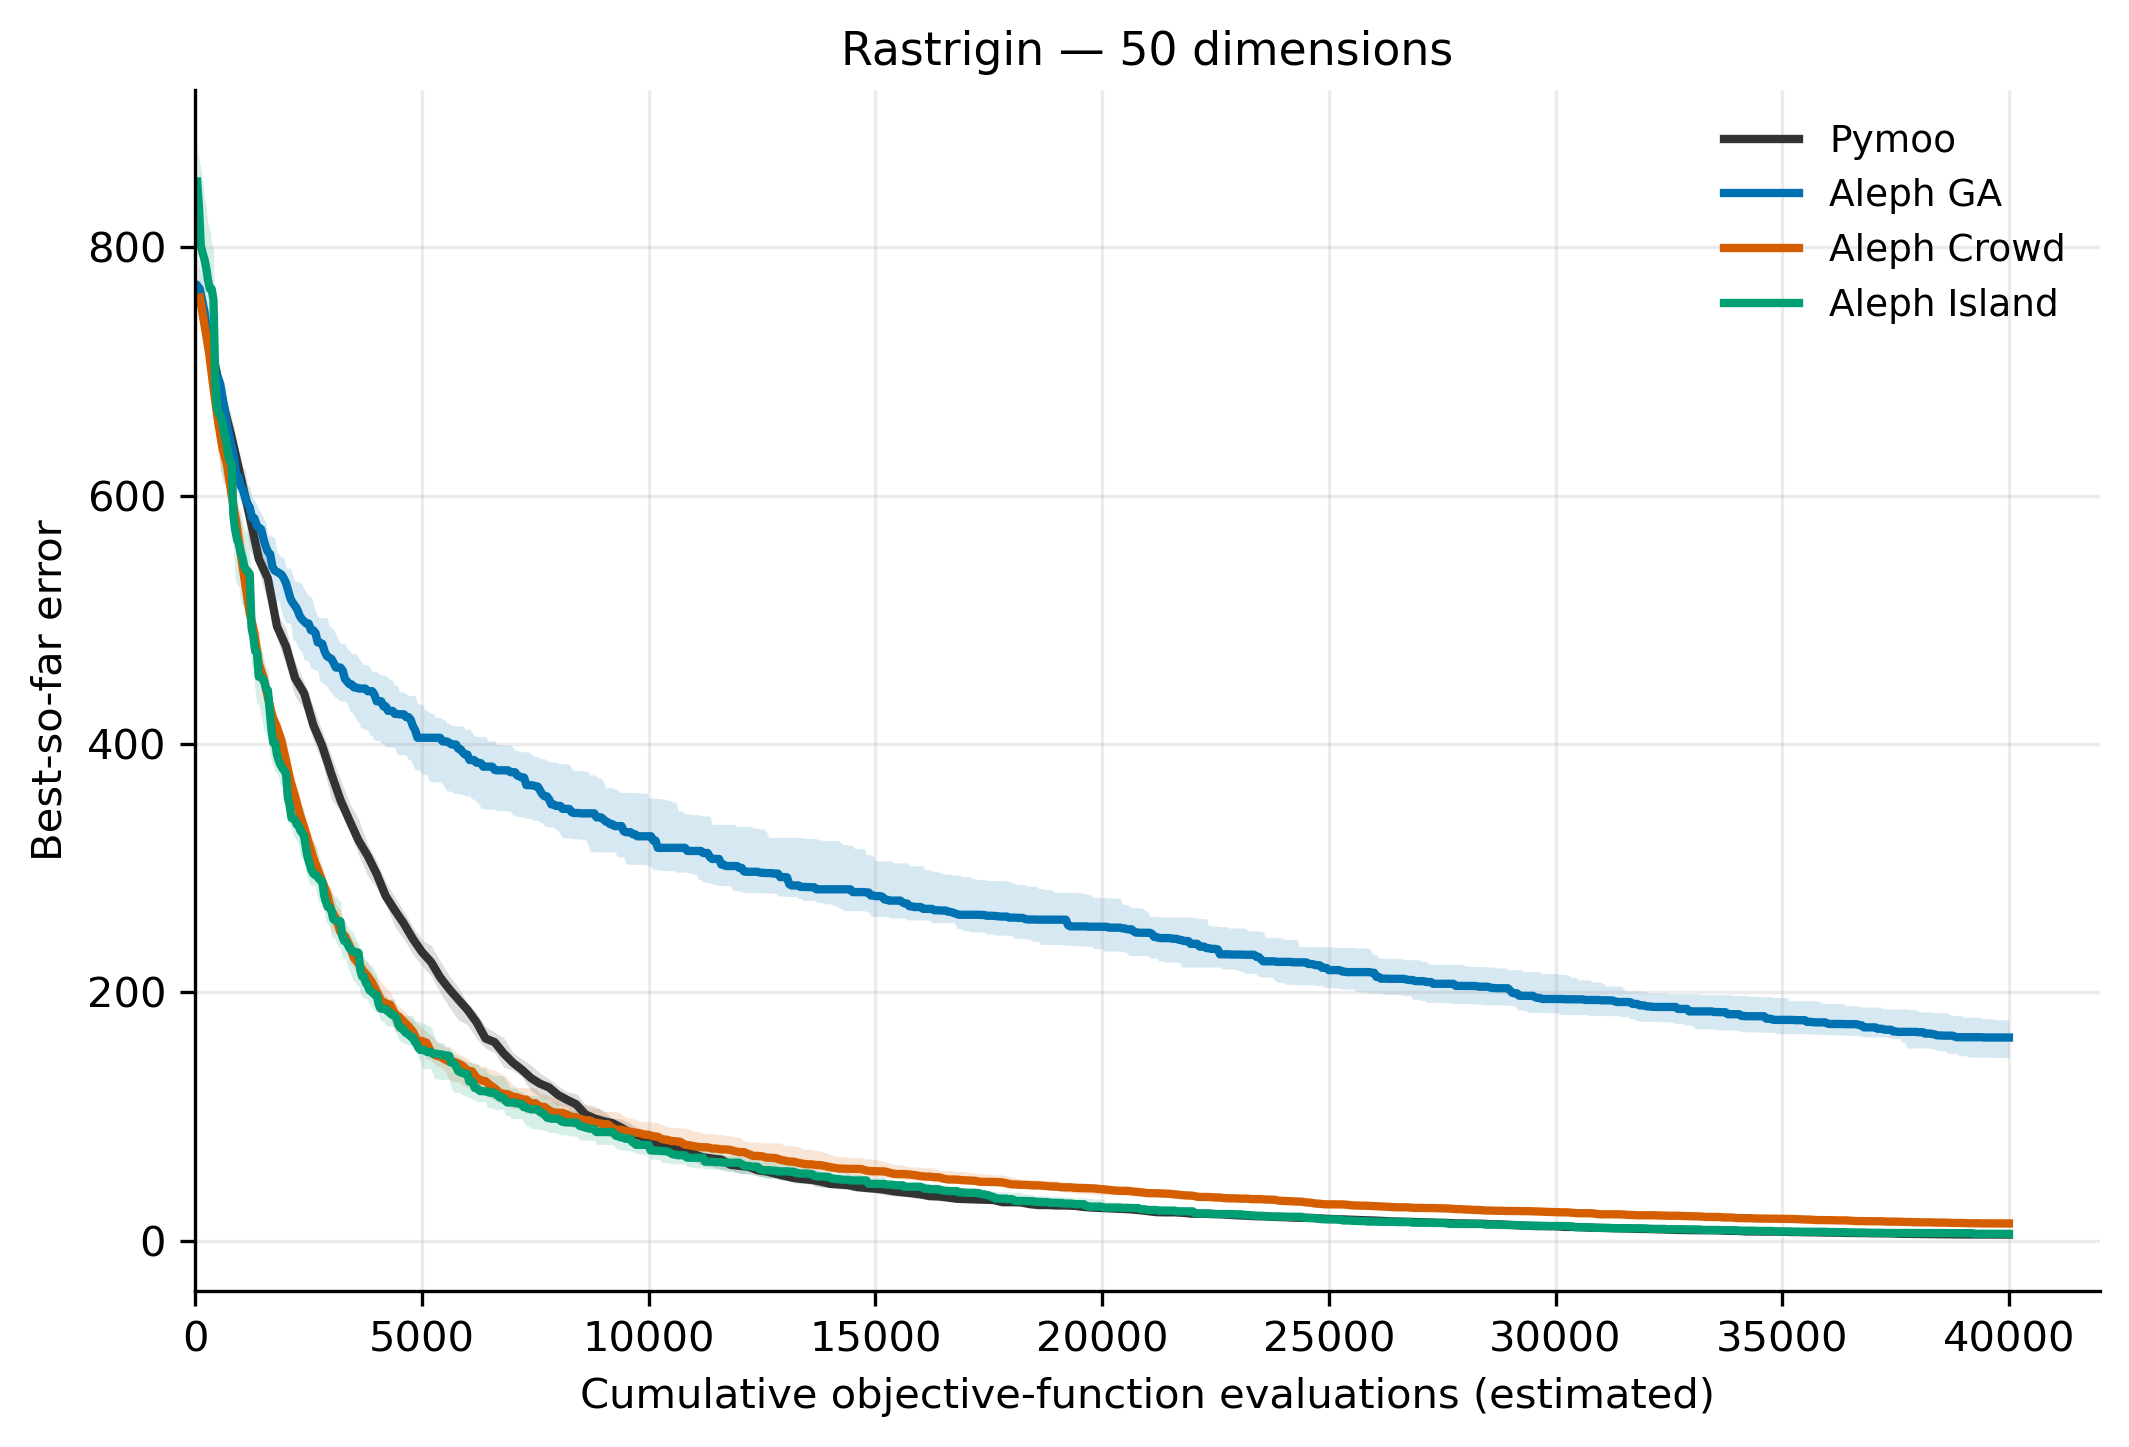 Rastrigin — 50 dimensions
Pymoo
Aleph GA
Aleph Crowd
Aleph Island
Best-so-far error
800
600
400
200
0
0 5000 10000 15000 20000 25000 30000 35000 40000
Cumulative objective-function evaluations (estimated)